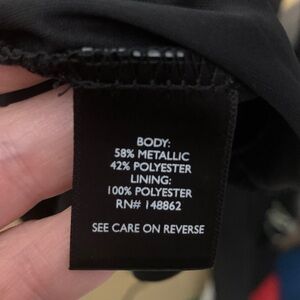 BODY:
58% METALLIC
42% POLYESTER
LINING:
100% POLYESTER
RN# 148862
SEE CARE ON REVERSE